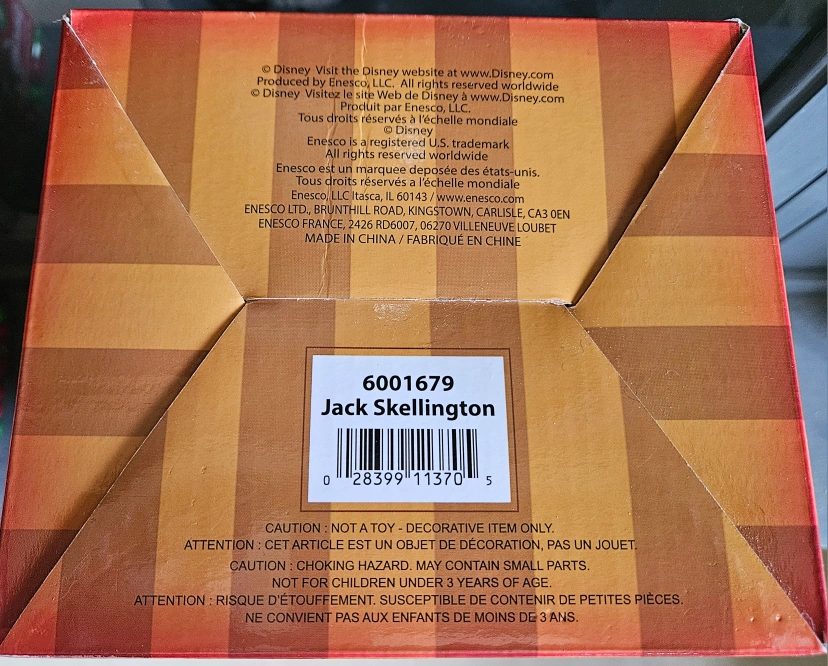 © Disney Visit the Disney website at www.Disney.com
Produced by Enesco, LLC. All rights reserved worldwide
© Disney Visitez le site Web de Disney à www.Disney.com
Produit par Enesco, LLC.
Tous droits réservés à l'échelle mondiale
© Disney
Enesco is a registered U.S. trademark
All rights reserved worldwide
Enesco est un marquee deposée des états-unis.
Tous droits réservés a l'échelle mondiale
Enesco, LLC Itasca, IL 60143 / www.enesco.com
ENESCO LTD., BRUNTHILL ROAD, KINGSTOWN, CARLISLE, CA3 0EN
ENESCO FRANCE, 2426 RD6007, 06270 VILLENEUVE LOUBET
MADE IN CHINA / FABRIQUÉ EN CHINE
6001679
Jack Skellington
0 28399 11370 5
CAUTION : NOT A TOY - DECORATIVE ITEM ONLY.
ATTENTION : CET ARTICLE EST UN OBJET DE DÉCORATION, PAS UN JOUET.
CAUTION : CHOKING HAZARD. MAY CONTAIN SMALL PARTS.
NOT FOR CHILDREN UNDER 3 YEARS OF AGE.
ATTENTION : RISQUE D'ÉTOUFFEMENT. SUSCEPTIBLE DE CONTENIR DE PETITES PIÈCES.
NE CONVIENT PAS AUX ENFANTS DE MOINS DE 3 ANS.